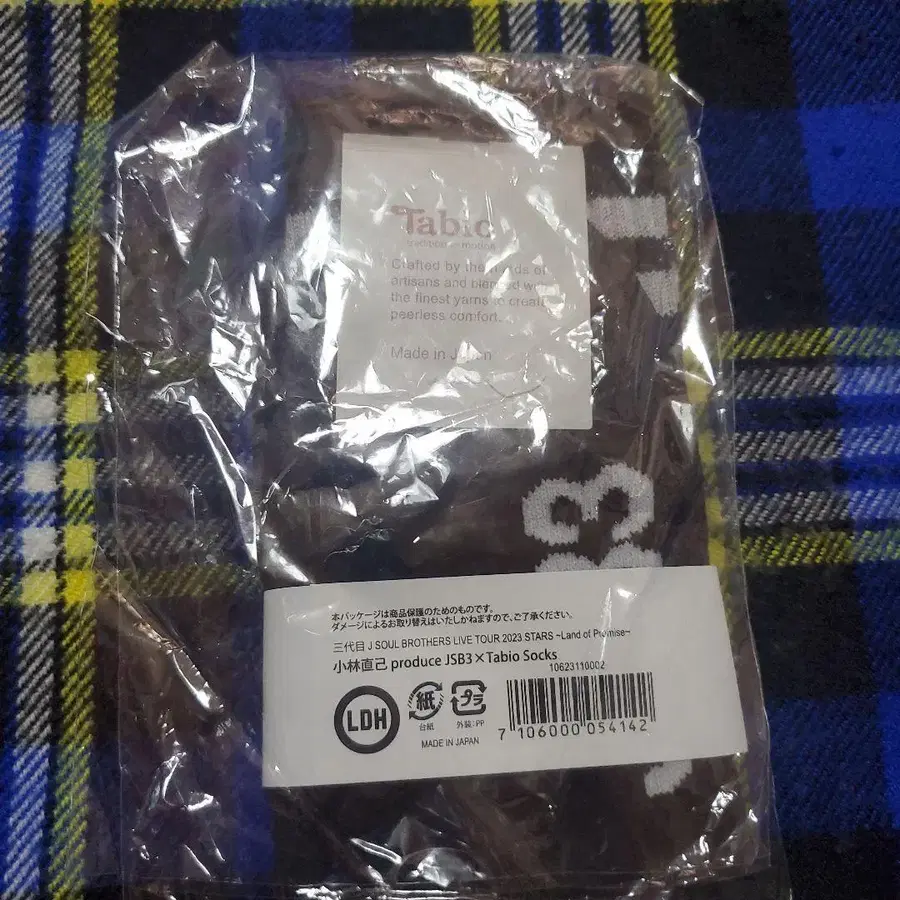 Tabio
tradition emotion
Crafted by the hands of
artisans and blended with
the finest yarns to create
peerless comfort.
Made in Japan
本パッケージは商品保護のためのものです。
ダメージによるお取り替えはいたしかねますので、ご了承ください。
三代目 J SOUL BROTHERS LIVE TOUR 2023 STARS ~Land of Promise~
小林直己 produce JSB3×Tabio Socks
10623110002
LDH
紙
台紙
プラ
外装:PP
MADE IN JAPAN
7 106000 054142